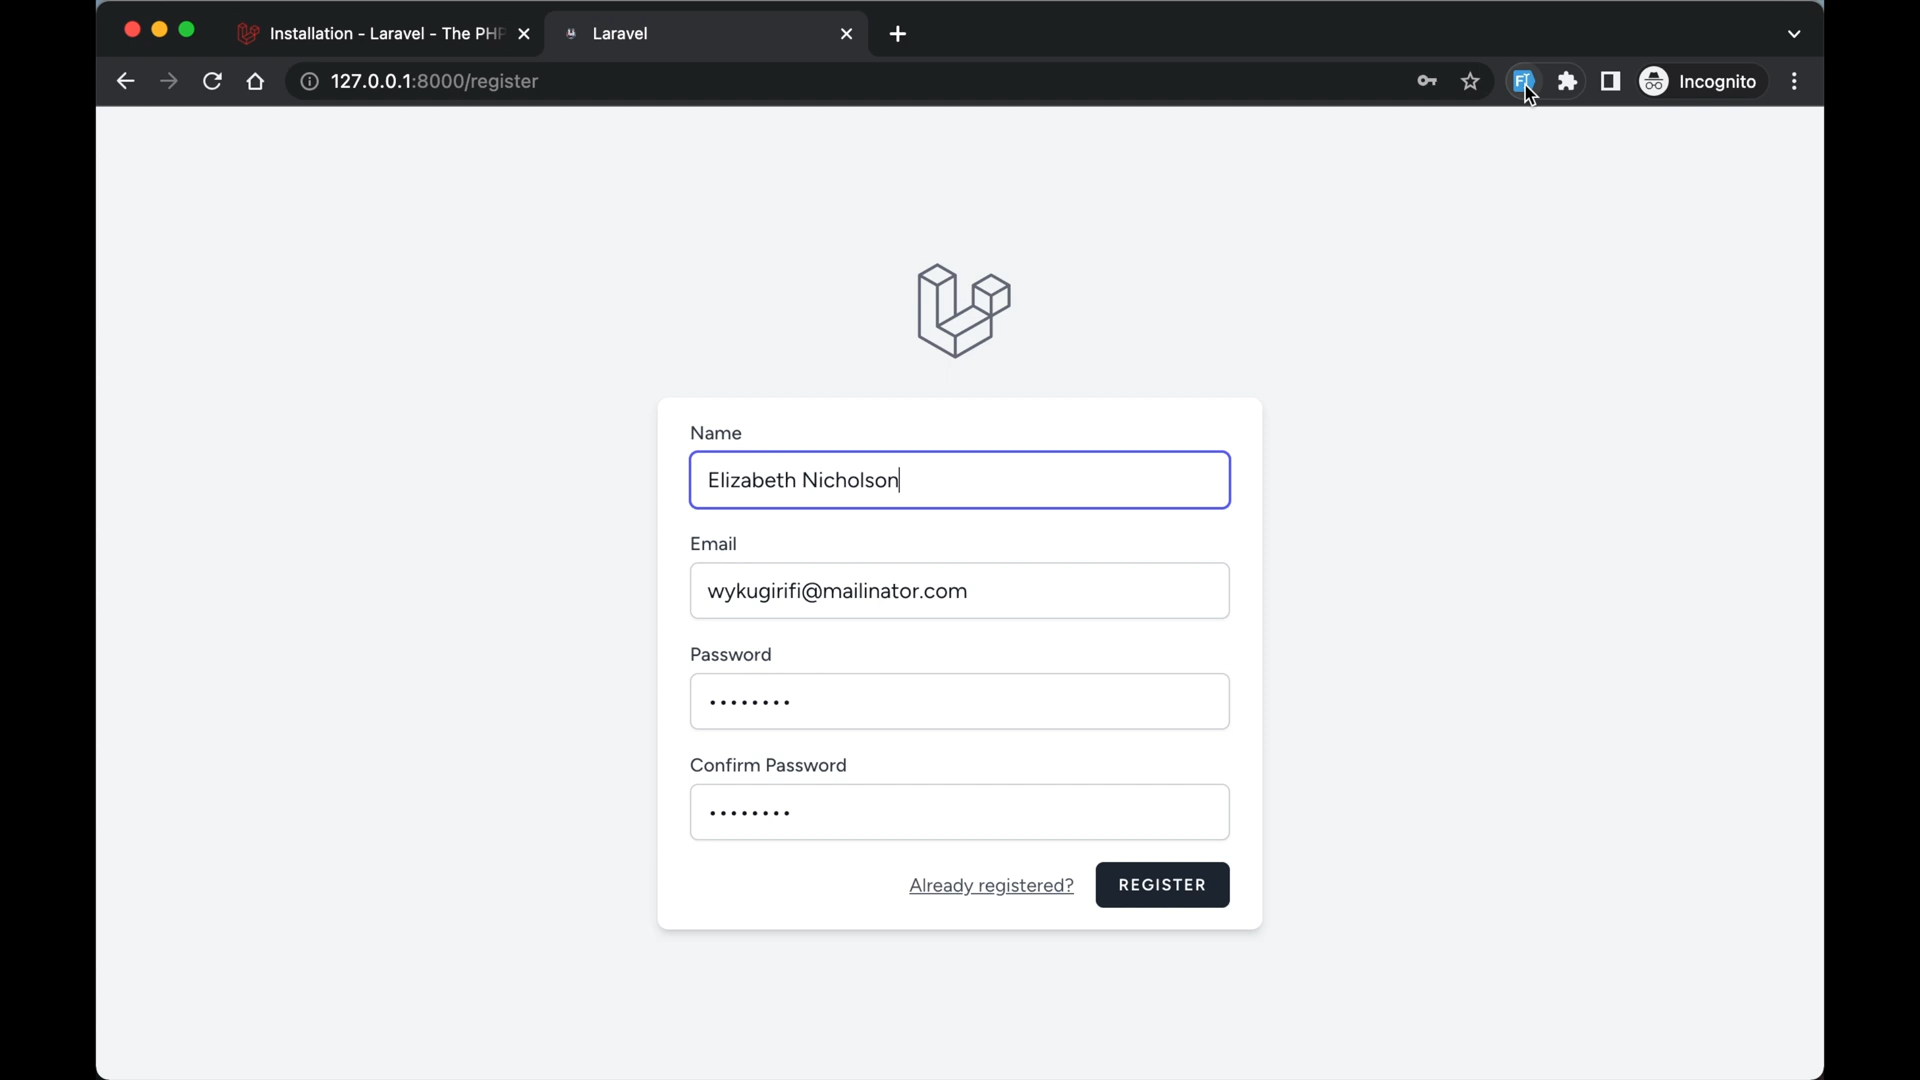 Installation - Laravel - The PHP
Laravel
127.0.0.1:8000/register
Incognito
Name
Elizabeth Nicholson
Email
wykugirifi@mailinator.com
Password
••••••••
Confirm Password
••••••••
Already registered?
REGISTER